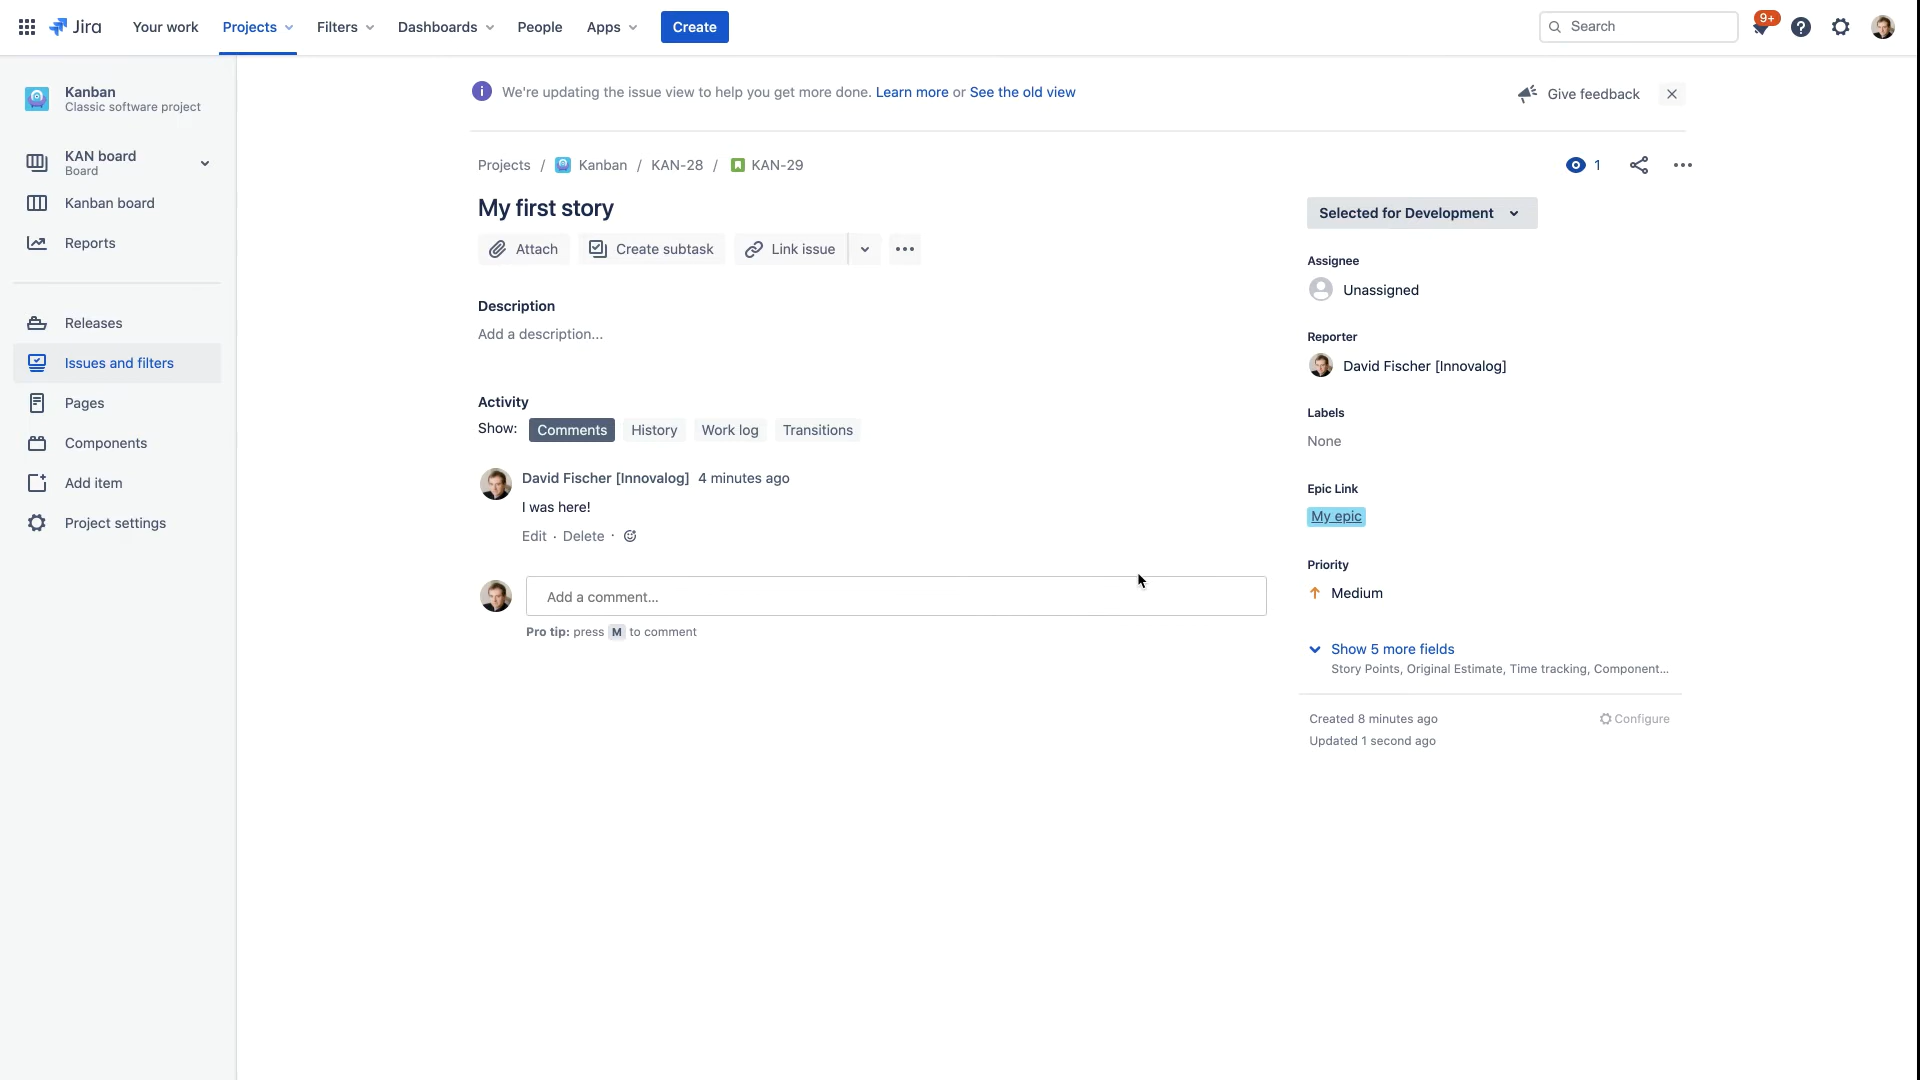 Jira
Your work
Projects
Filters
Dashboards
People
Apps
Create
Search
9+
Kanban
Classic software project
KAN board
Board
Kanban board
Reports
Releases
Issues and filters
Pages
Components
Add item
Project settings
We're updating the issue view to help you get more done. Learn more or See the old view
Give feedback
Projects / Kanban / KAN-28 / KAN-29
1
My first story
Attach
Create subtask
Link issue
Description
Add a description...
Activity
Show: Comments History Work log Transitions
David Fischer [Innovalog] 4 minutes ago
I was here!
Edit · Delete ·
Add a comment...
Pro tip: press M to comment
Selected for Development
Assignee
Unassigned
Reporter
David Fischer [Innovalog]
Labels
None
Epic Link
My epic
Priority
Medium
Show 5 more fields
Story Points, Original Estimate, Time tracking, Component...
Created 8 minutes ago
Configure
Updated 1 second ago